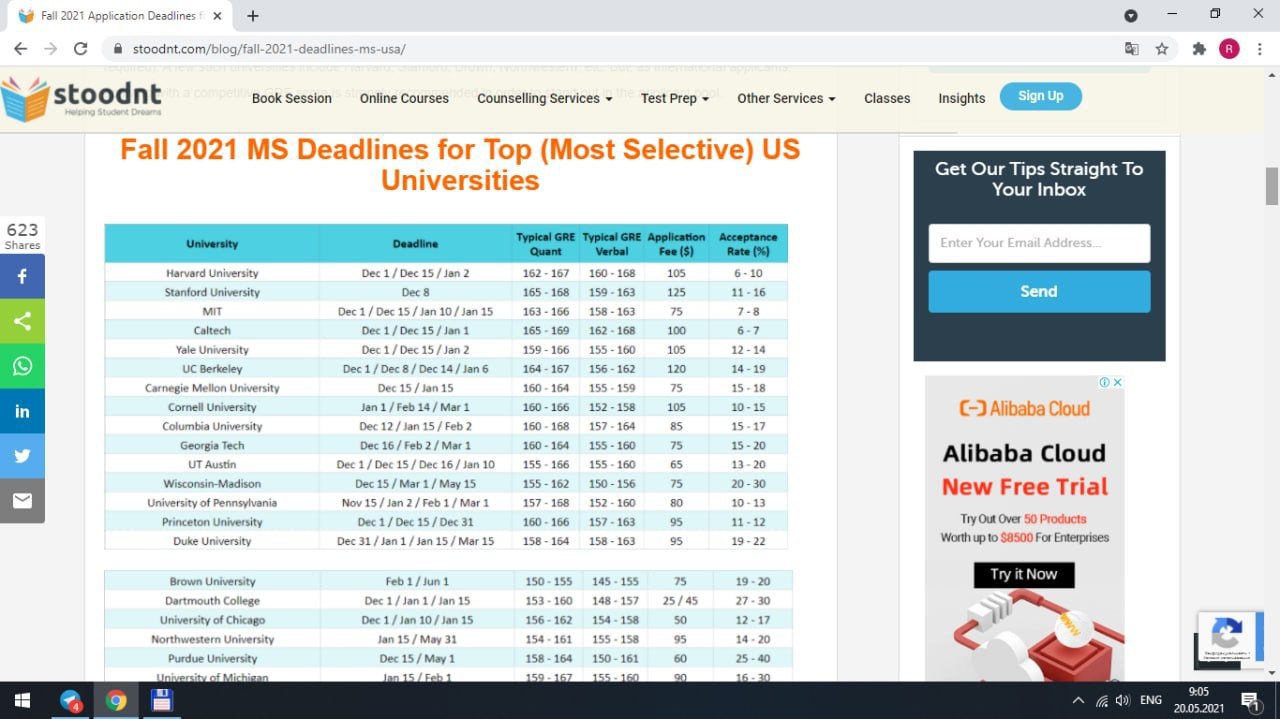 Fall 2021 Application Deadlines f
stoodnt.com/blog/fall-2021-deadlines-ms-usa/
R
stoodnt
Helping Student Dreams
Book Session Online Courses Counselling Services Test Prep Other Services Classes Insights Sign Up
623
Shares
Fall 2021 MS Deadlines for Top (Most Selective) US
Universities
University Deadline Typical GRE Quant Typical GRE Verbal Application Fee ($) Acceptance Rate (%)
Harvard University Dec 1 / Dec 15 / Jan 2 162 - 167 160 - 168 105 6 - 10
Stanford University Dec 8 165 - 168 159 - 163 125 11 - 16
MIT Dec 1 / Dec 15 / Jan 10 / Jan 15 163 - 166 158 - 163 75 7 - 8
Caltech Dec 1 / Dec 15 / Jan 1 165 - 169 162 - 168 100 6 - 7
Yale University Dec 1 / Dec 15 / Jan 2 159 - 166 155 - 160 105 12 - 14
UC Berkeley Dec 1 / Dec 8 / Dec 14 / Jan 6 164 - 167 156 - 162 120 14 - 19
Carnegie Mellon University Dec 15 / Jan 15 160 - 164 155 - 159 75 15 - 18
Cornell University Jan 1 / Feb 14 / Mar 1 160 - 166 152 - 158 105 10 - 15
Columbia University Dec 12 / Jan 15 / Feb 2 160 - 168 157 - 164 85 15 - 17
Georgia Tech Dec 16 / Feb 2 / Mar 1 160 - 164 155 - 160 75 15 - 20
UT Austin Dec 1 / Dec 15 / Dec 16 / Jan 10 155 - 166 155 - 160 65 13 - 20
Wisconsin-Madison Dec 15 / Mar 1 / May 15 155 - 162 150 - 156 75 20 - 30
University of Pennsylvania Nov 15 / Jan 2 / Feb 1 / Mar 1 157 - 168 152 - 160 80 10 - 13
Princeton University Dec 1 / Dec 15 / Dec 31 160 - 166 157 - 163 95 11 - 12
Duke University Dec 31 / Jan 1 / Jan 15 / Mar 15 158 - 164 158 - 163 95 19 - 22
Brown University Feb 1 / Jun 1 150 - 155 145 - 155 75 19 - 20
Dartmouth College Dec 1 / Jan 1 / Jan 15 153 - 160 148 - 157 25 / 45 27 - 30
University of Chicago Dec 1 / Jan 10 / Jan 15 156 - 162 154 - 158 50 12 - 17
Northwestern University Jan 15 / May 31 154 - 161 155 - 158 95 14 - 20
Purdue University Dec 15 / May 1 158 - 164 150 - 161 60 25 - 40
University of Michigan Jan 15 / Feb 1 159 - 167 155 - 160 90 16 - 30
Get Our Tips Straight To
Your Inbox
Enter Your Email Address...
Send
Alibaba Cloud
Alibaba Cloud
New Free Trial
Try Out Over 50 Products
Worth up to $8500 For Enterprises
Try it Now
4
ENG
9:05
20.05.2021
1